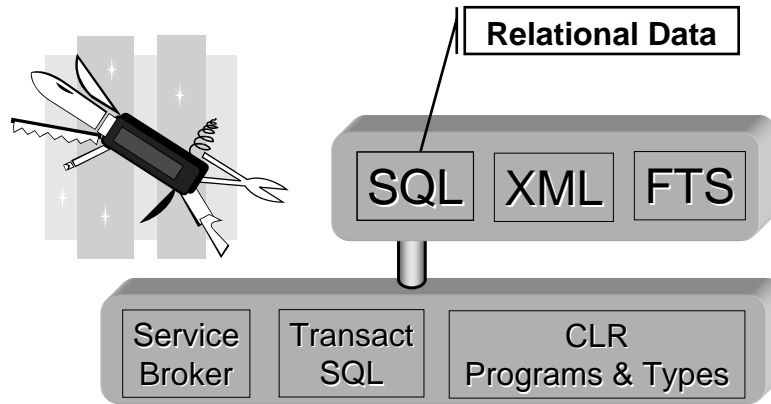 Relational Data
SQL
XML
FTS
Service
Broker
Transact
SQL
CLR
Programs & Types